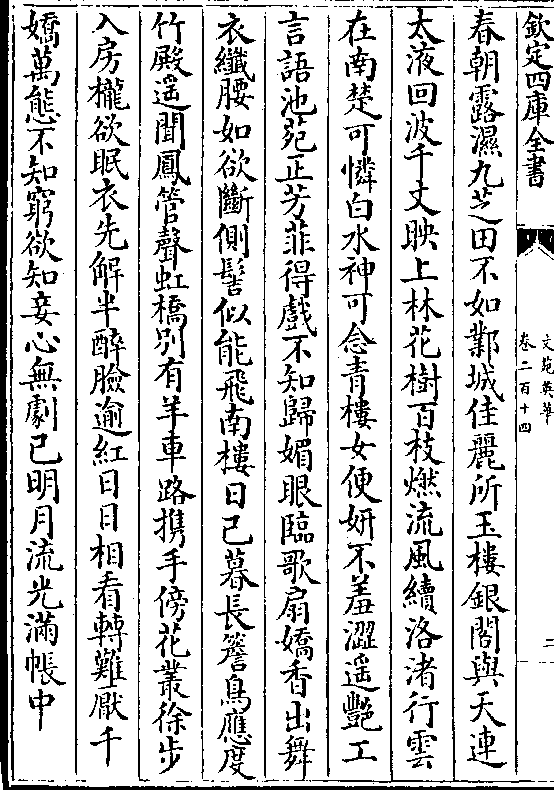 欽定四庫全書
文苑英華
卷二百十四
二
春朝露濕九芝田不如鄴城佳麗所玉樓銀閣與天連
太液回波千丈映上林花樹百枝燃流風續洛渚行雲
在南楚可憐白水神可念青樓女便妍不羞澀遥艷工
言語池苑正芳菲得戲不知歸媚眼臨歌扇嬌香出舞
衣纖腰如欲斷側髻似能飛南樓日已暮長簷鳥應度
竹殿遥聞鳳管聲虹橋別有羊車路攜手傍花叢徐步
入房櫳欲眠衣先解半醉臉逾紅日日相看轉難厭千
嬌萬態不知窮欲知妾心無劇已明月流光滿帳中